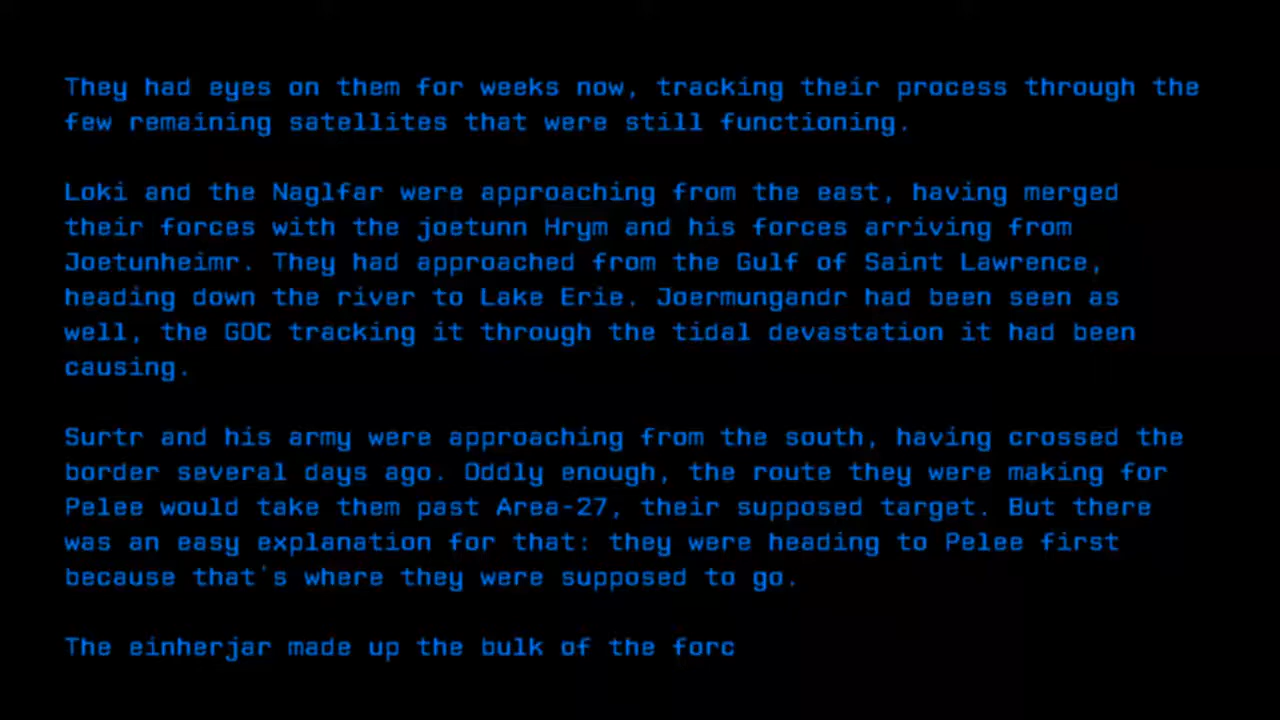 They had eyes on them for weeks now, tracking their process through the
few remaining satellites that were still functioning.
Loki and the Naglfar were approaching from the east, having merged
their forces with the joetunn Hrym and his forces arriving from
Joetunheimr. They had approached from the Gulf of Saint Lawrence,
heading down the river to Lake Erie. Joermungandr had been seen as
well, the GOC tracking it through the tidal devastation it had been
causing.
Surtr and his army were approaching from the south, having crossed the
border several days ago. Oddly enough, the route they were making for
Pelee would take them past Area-27, their supposed target. But there
was an easy explanation for that: they were heading to Pelee first
because that's where they were supposed to go.
The einherjar made up the bulk of the forc